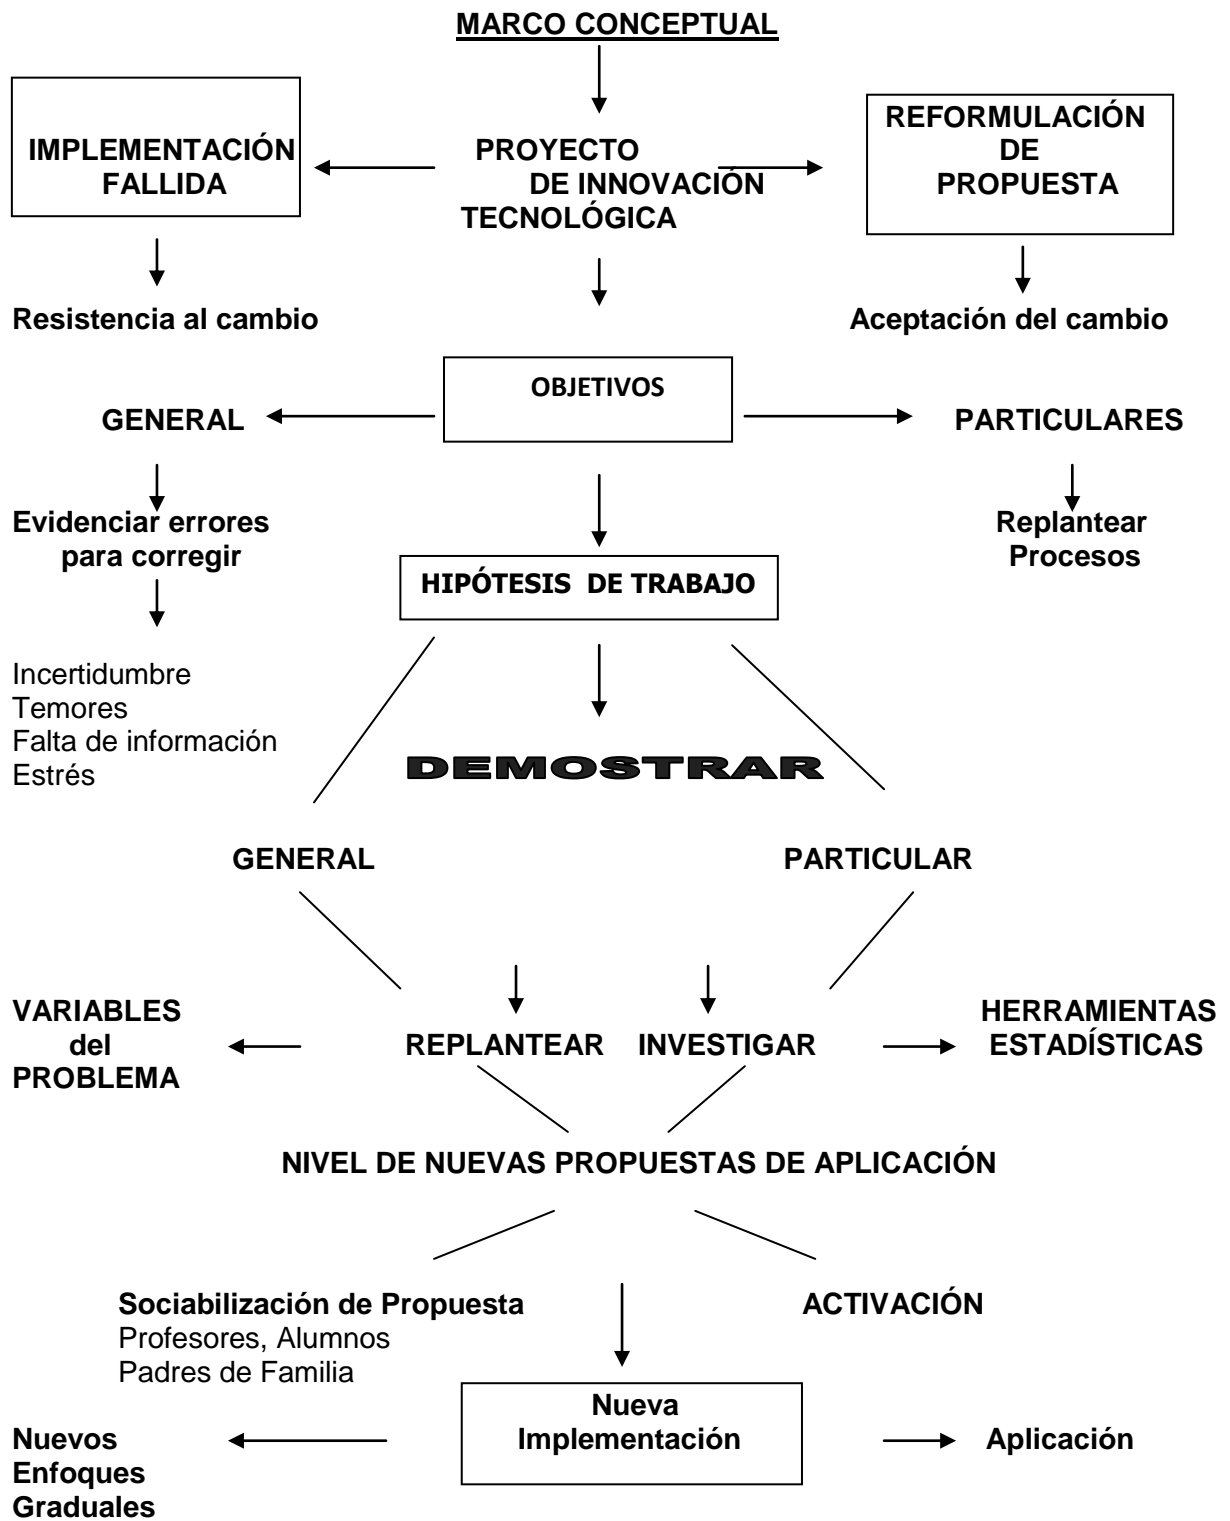 MARCO CONCEPTUAL
IMPLEMENTACIÓN
FALLIDA
PROYECTO
DE INNOVACIÓN
TECNOLÓGICA
REFORMULACIÓN
DE
PROPUESTA
Resistencia al cambio
Aceptación del cambio
OBJETIVOS
GENERAL
PARTICULARES
Evidenciar errores
para corregir
Replantear
Procesos
HIPÓTESIS DE TRABAJO
Incertidumbre
Temores
Falta de información
Estrés
DEMOSTRAR
GENERAL
PARTICULAR
VARIABLES
del
PROBLEMA
REPLANTEAR
INVESTIGAR
HERRAMIENTAS
ESTADÍSTICAS
NIVEL DE NUEVAS PROPUESTAS DE APLICACIÓN
Sociabilización de Propuesta
Profesores, Alumnos
Padres de Familia
ACTIVACIÓN
Nueva
Implementación
Nuevos
Enfoques
Graduales
Aplicación